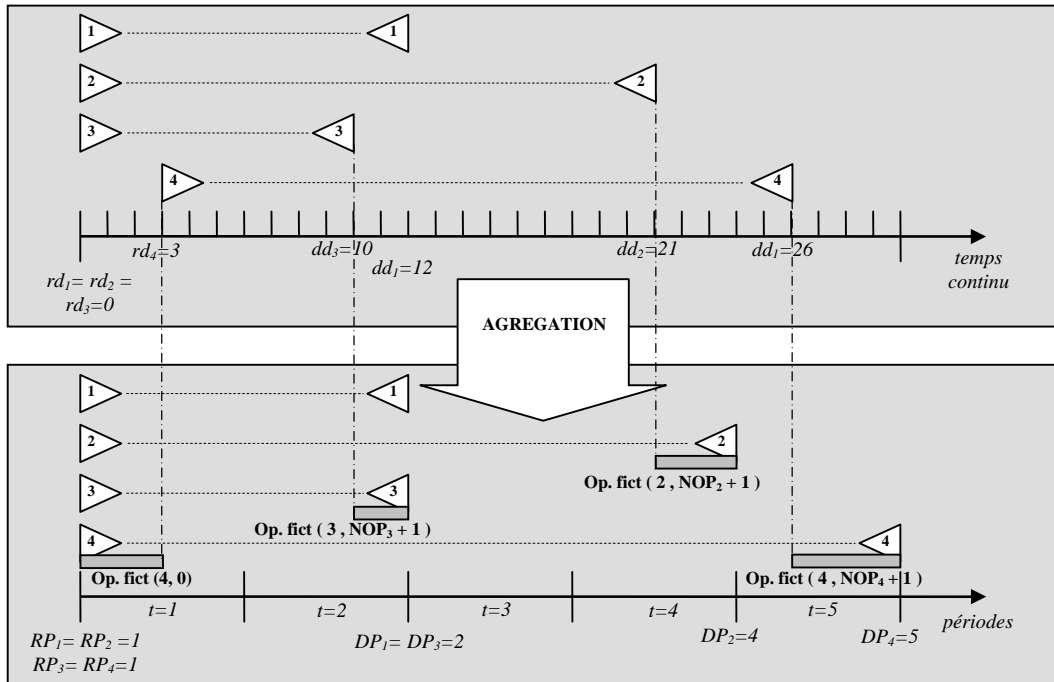 1 1
2 2
3 3
4 4
rd4=3 dd3=10 dd2=21 dd1=26 temps
dd1=12 continu
rd1= rd2 =
rd3=0
AGREGATION
1 1
2 2
3 3
Op. fict ( 2 , NOP2 + 1)
Op. fict ( 3 , NOP3 + 1)
4 4
Op. fict (4, 0) Op. fict ( 4 , NOP4 + 1)
t=1 t=2 t=3 t=4 t=5 périodes
RP1= RP2 =1 DP1= DP3=2 DP2=4 DP4=5
RP3= RP4=1